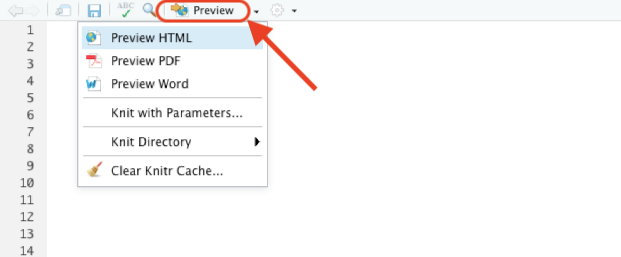 ABC
Preview
1
Preview HTML
2
Preview PDF
3
4
Preview Word
5
Knit with Parameters...
6
7
Knit Directory
8
9
Clear Knitr Cache...
10
11
12
13
14